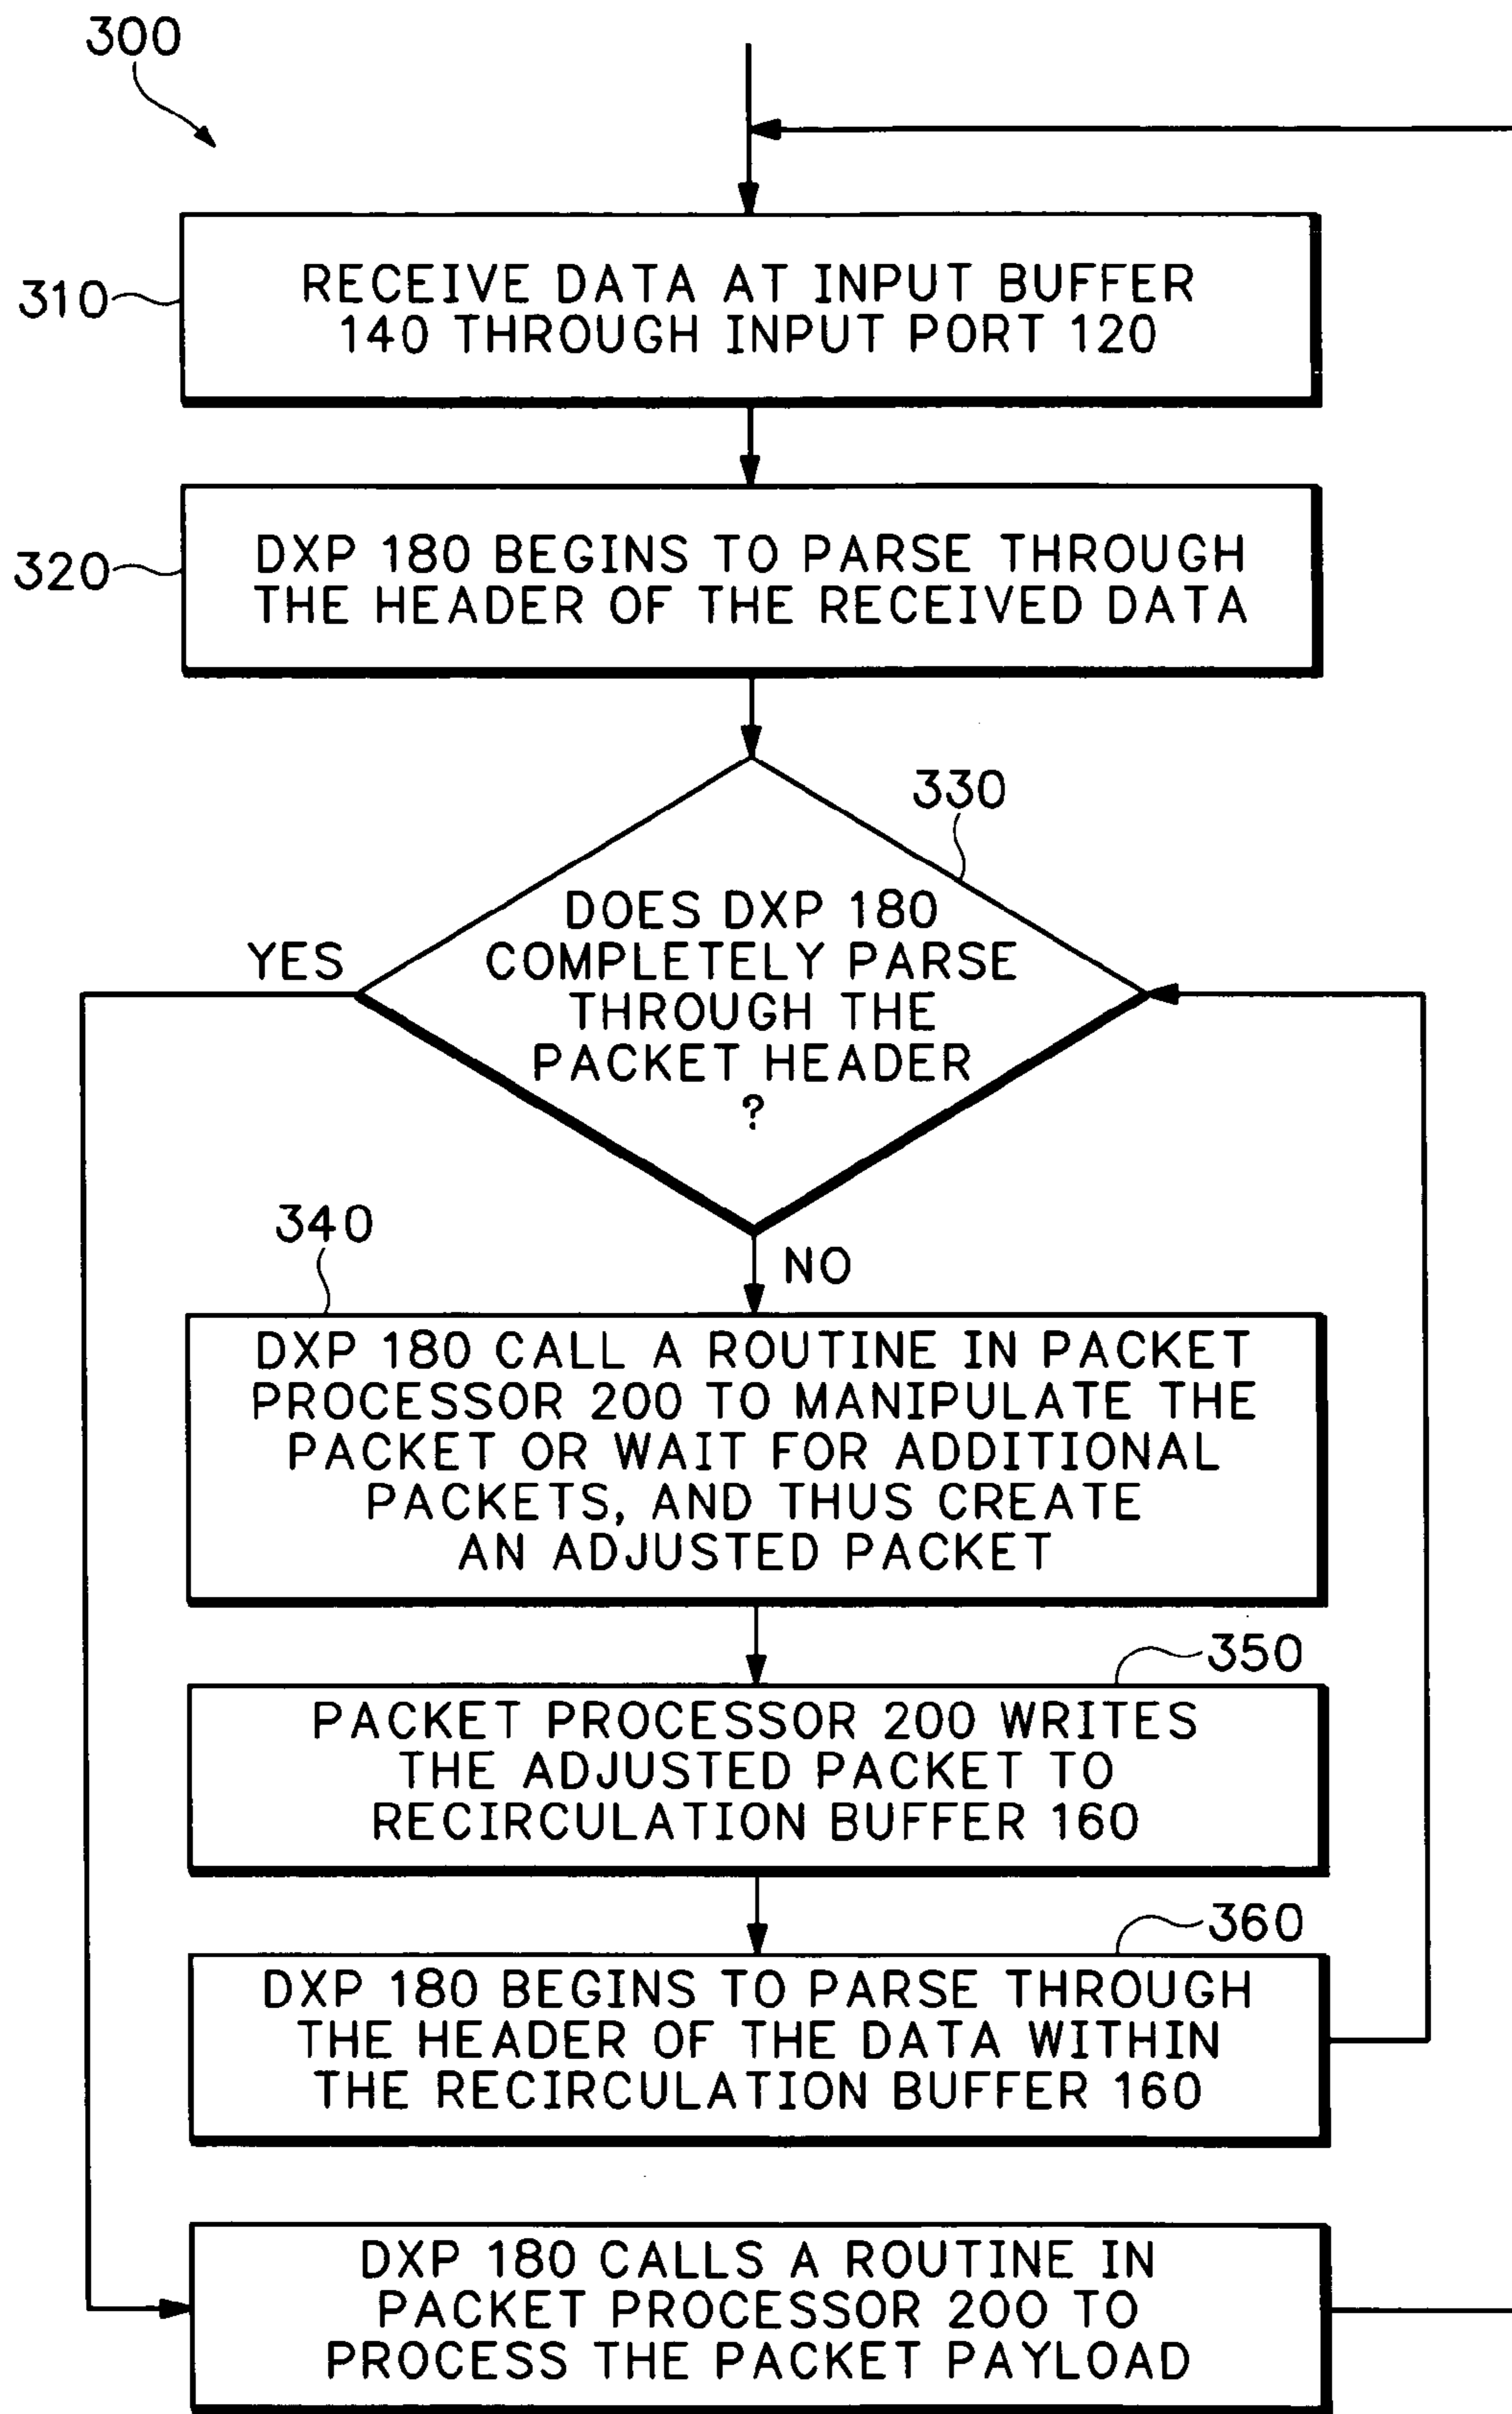 300
310
RECEIVE DATA AT INPUT BUFFER
140 THROUGH INPUT PORT 120
320
DXP 180 BEGINS TO PARSE THROUGH
THE HEADER OF THE RECEIVED DATA
330
DOES DXP 180
COMPLETELY PARSE
THROUGH THE
PACKET HEADER
?
YES
NO
340
DXP 180 CALL A ROUTINE IN PACKET
PROCESSOR 200 TO MANIPULATE THE
PACKET OR WAIT FOR ADDITIONAL
PACKETS, AND THUS CREATE
AN ADJUSTED PACKET
350
PACKET PROCESSOR 200 WRITES
THE ADJUSTED PACKET TO
RECIRCULATION BUFFER 160
360
DXP 180 BEGINS TO PARSE THROUGH
THE HEADER OF THE DATA WITHIN
THE RECIRCULATION BUFFER 160
DXP 180 CALLS A ROUTINE IN
PACKET PROCESSOR 200 TO
PROCESS THE PACKET PAYLOAD